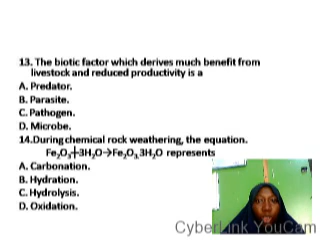 13. The biotic factor which derives much benefit from
livestock and reduced productivity is a
A. Predator.
B. Parasite.
C. Pathogen.
D. Microbe.
14.During chemical rock weathering, the equation.
Fe₂O₃+3H₂O→Fe₂O₃.3H₂O represents
A. Carbonation.
B. Hydration.
C. Hydrolysis.
D. Oxidation.
CyberLink YouCam